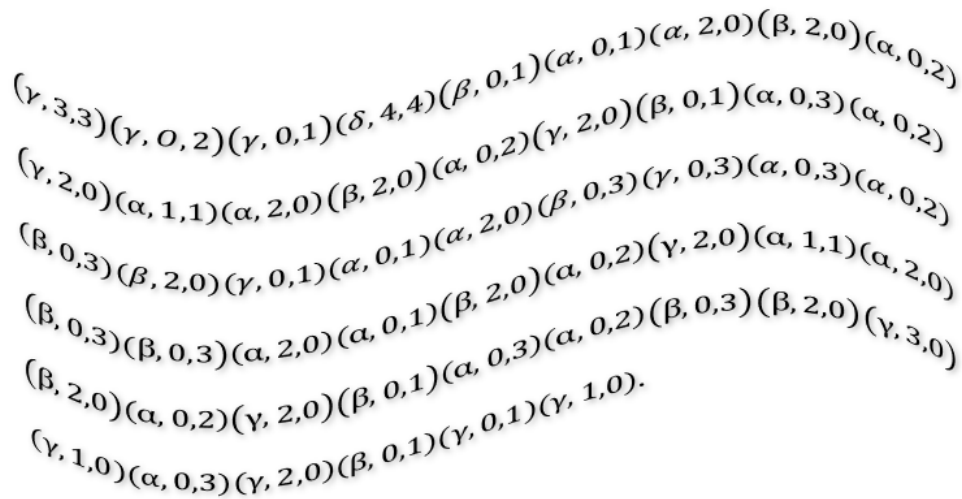 (γ, 3,3)(γ, O, 2)(γ, 0,1)(δ, 4,4)(β, 0,1)(α, 0,1)(α, 2,0)(β, 2,0)(α, 0,2)
(γ, 2,0)(α, 1,1)(α, 2,0)(β, 2,0)(α, 0,2)(γ, 2,0)(β, 0,1)(α, 0,3)(α, 0,2)
(β, 0,3)(β, 2,0)(γ, 0,1)(α, 0,1)(α, 2,0)(β, 0,3)(γ, 0,3)(α, 0,3)(α, 0,2)
(β, 0,3)(β, 0,3)(α, 2,0)(α, 0,1)(β, 2,0)(α, 0,2)(γ, 2,0)(α, 1,1)(α, 2,0)
(β, 2,0)(α, 0,2)(γ, 2,0)(β, 0,1)(α, 0,3)(α, 0,2)(β, 0,3)(β, 2,0)(γ, 3,0)
(γ, 1,0)(α, 0,3)(γ, 2,0)(β, 0,1)(γ, 0,1)(γ, 1,0).